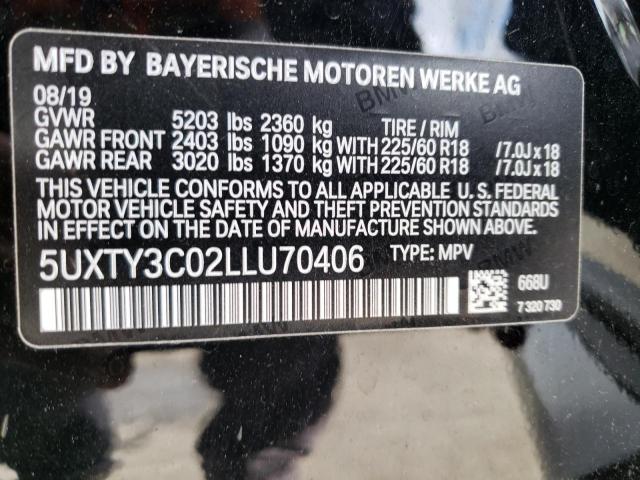 MFD BY BAYERISCHE MOTOREN WERKE AG
08/19
GVWR 5203 lbs 2360 kg TIRE / RIM
GAWR FRONT 2403 lbs 1090 kg WITH 225/60 R18 /7.0J x 18
GAWR REAR 3020 lbs 1370 kg WITH 225/60 R18 /7.0J x 18
THIS VEHICLE CONFORMS TO ALL APPLICABLE U. S. FEDERAL
MOTOR VEHICLE SAFETY AND THEFT PREVENTION STANDARDS
IN EFFECT ON THE DATE OF MANUFACTURE SHOWN ABOVE.
5UXTY3C02LLU70406 TYPE: MPV
668U
7 320 730